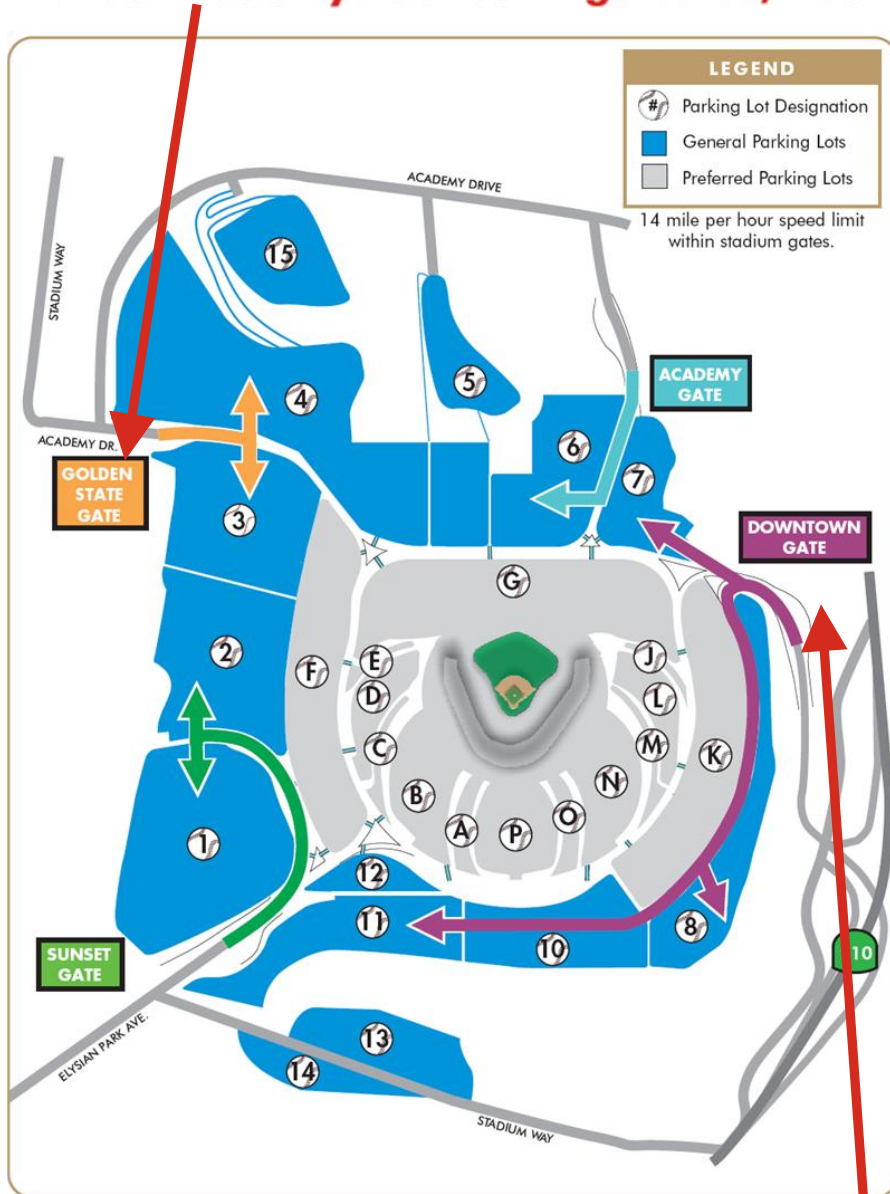 LEGEND
# Parking Lot Designation
General Parking Lots
Preferred Parking Lots
14 mile per hour speed limit
within stadium gates.
ACADEMY DRIVE
STADIUM WAY
15
5
4
ACADEMY
GATE
ACADEMY DR.
6
7
GOLDEN
STATE
GATE
3
DOWNTOWN
GATE
G
2
F
E
J
D
L
C
M
K
B
N
A
P
O
1
12
11
10
8
SUNSET
GATE
10
ELYSIAN PARK AVE.
13
14
STADIUM WAY